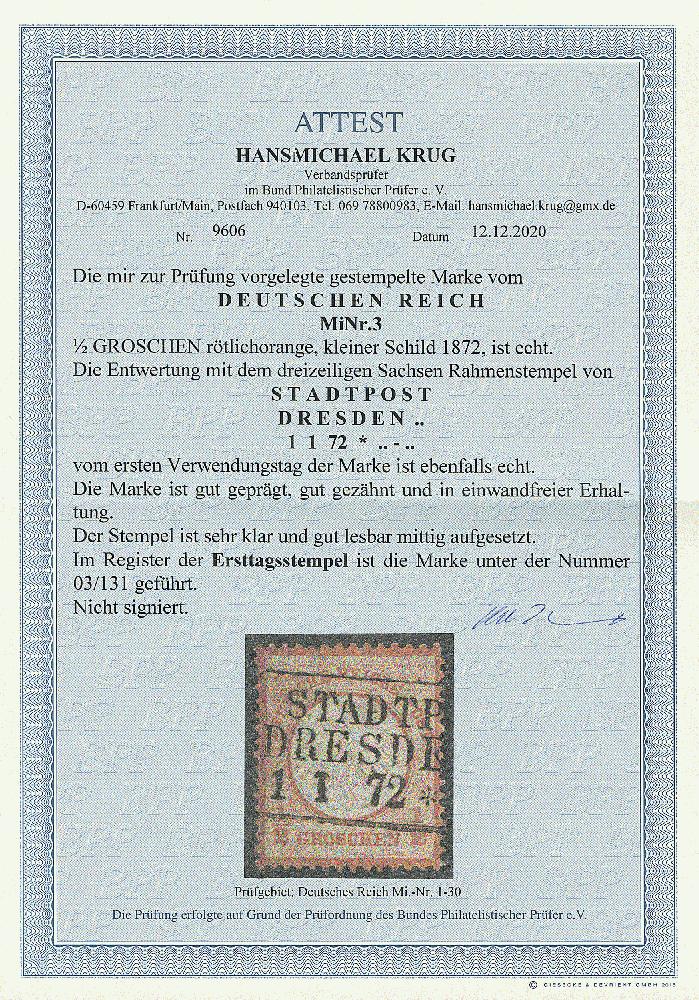 ATTEST
HANSMICHAEL KRUG
Verbandsprüfer
im Bund Philatelistischer Prüfer e. V.
D-60459 Frankfurt/Main, Postfach 940103, Tel. 069 78800983, E-Mail hansmichael.krug@gmx.de
Nr. 9606 Datum 12.12.2020
Die mir zur Prüfung vorgelegte gestempelte Marke vom
DEUTSCHEN REICH
MiNr.3
½ GROSCHEN rötlichorange, kleiner Schild 1872, ist echt.
Die Entwertung mit dem dreizeiligen Sachsen Rahmenstempel von
STADTPOST
DRESDEN ..
1 1 72 * .. - ..
vom ersten Verwendungstag der Marke ist ebenfalls echt.
Die Marke ist gut geprägt, gut gezähnt und in einwandfreier Erhal-
tung.
Der Stempel ist sehr klar und gut lesbar mittig aufgesetzt.
Im Register der Ersttagsstempel ist die Marke unter der Nummer
03/131 geführt.
Nicht signiert.
STADTP
DRESDE
1 1 72 *
GROSCHEN
Prüfgebiet: Deutsches Reich Mi.-Nr. 1-30
Die Prüfung erfolgte auf Grund der Prüfordnung des Bundes Philatelistischer Prüfer e.V.
© GIESECKE & DEVRIENT GMBH 2015